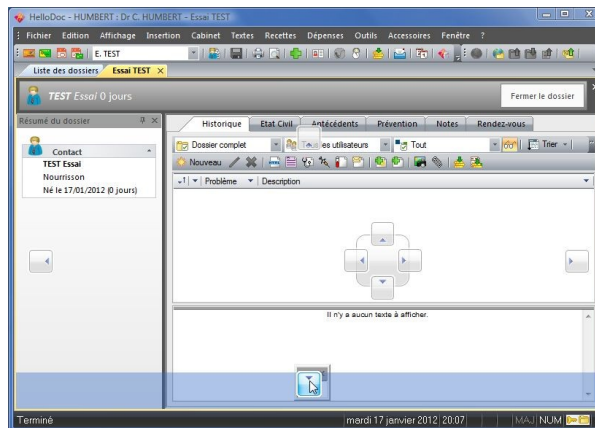 HelloDoc - HUMBERT : Dr C. HUMBERT - Essai TEST
Fichier Edition Affichage Insertion Cabinet Textes Recettes Dépenses Outils Accessoires Fenêtre ?
E. TEST
Liste des dossiers Essai TEST
TEST Essai 0 jours
Fermer le dossier
Résumé du dossier
Historique Etat Civil Antécédents Prévention Notes Rendez-vous
Contact
Dossier complet
es utilisateurs
Tout
Trier
TEST Essai
Nouveau
Nourrisson
Problème Description
Né le 17/01/2012 (0 jours)
Il n'y a aucun texte à afficher.
Terminé
mardi 17 janvier 2012 20:07
MAJ NUM